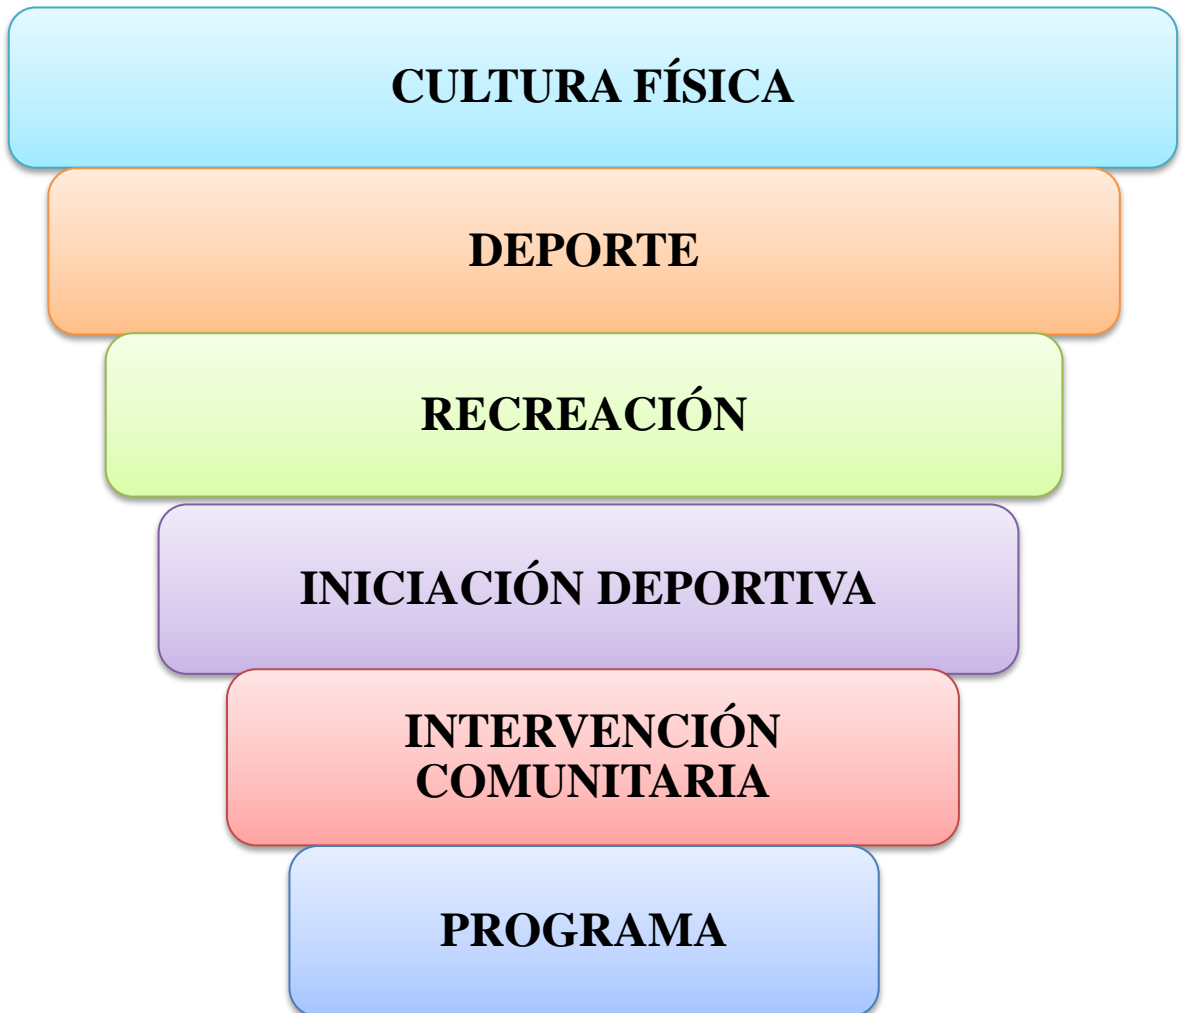 CULTURA FÍSICA
DEPORTE
RECREACIÓN
INICIACIÓN DEPORTIVA
INTERVENCIÓN
COMUNITARIA
PROGRAMA